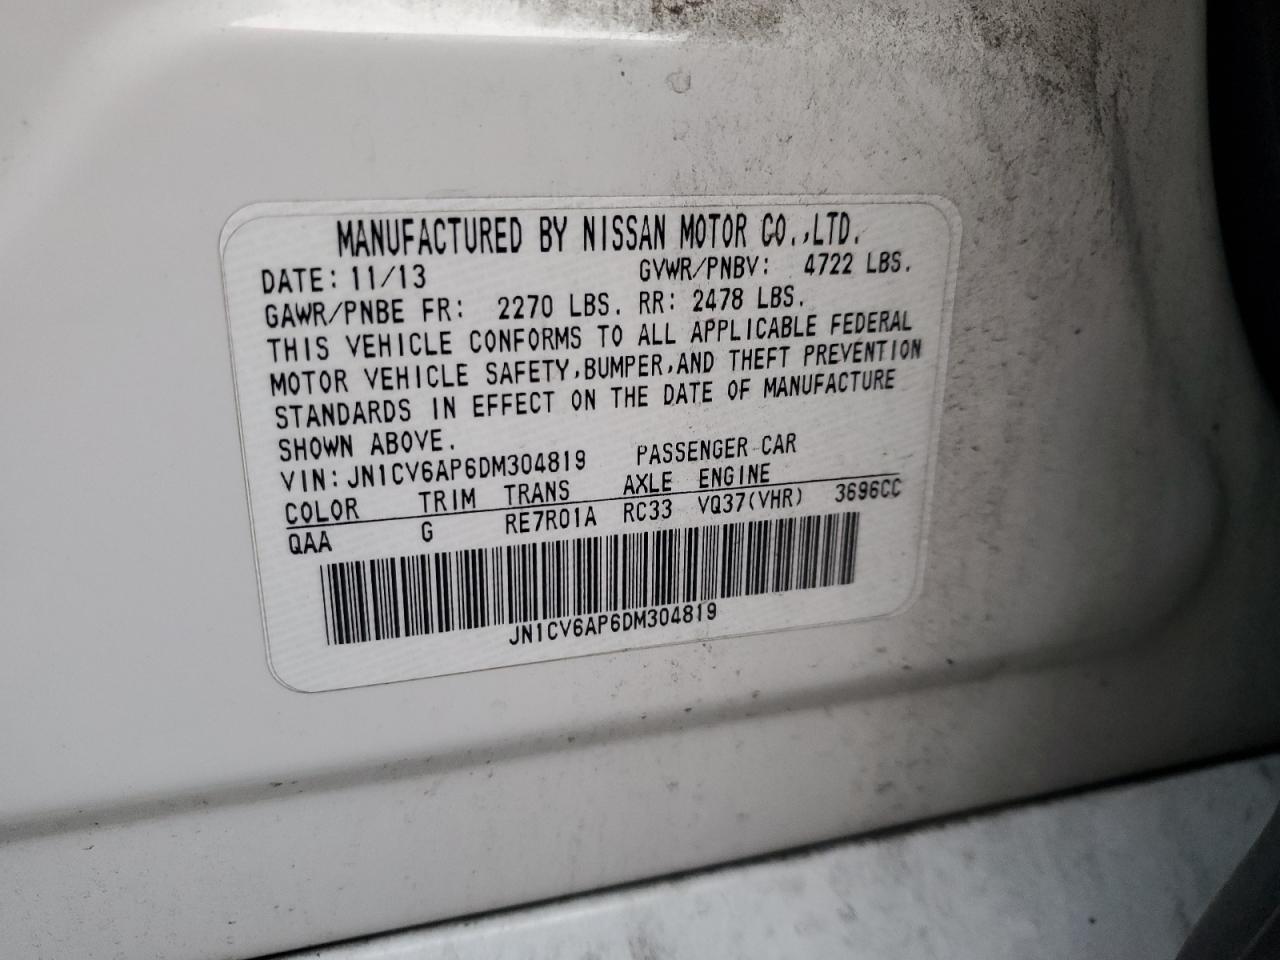 MANUFACTURED BY NISSAN MOTOR CO.,LTD.
DATE: 11/13 GVWR/PNBV: 4722 LBS.
GAWR/PNBE FR: 2270 LBS. RR: 2478 LBS.
THIS VEHICLE CONFORMS TO ALL APPLICABLE FEDERAL
MOTOR VEHICLE SAFETY,BUMPER,AND THEFT PREVENTION
STANDARDS IN EFFECT ON THE DATE OF MANUFACTURE
SHOWN ABOVE.
VIN:JN1CV6AP6DM304819 PASSENGER CAR
COLOR TRIM TRANS AXLE ENGINE
QAA G RE7R01A RC33 VQ37(VHR) 3696CC
JN1CV6AP6DM304819